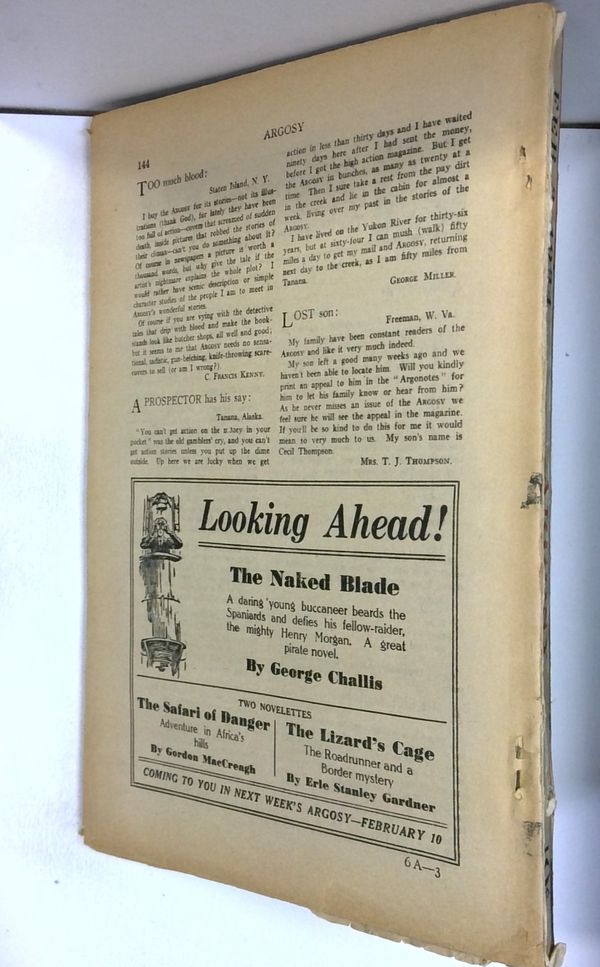 144
ARGOSY
TOO much blood:
Staten Island, N. Y.
I buy the ARGOSY for its stories—not its illus-
trations (thank God), for lately they have been
too full of action—covers that screamed of sudden
death, inside pictures that robbed the stories of
their climax—can't you do something about it?
Of course in newspapers a picture is worth a
thousand words, but why give the tale if the
artist's nightmare explains the whole plot? I
would rather have scenic description or simple
character studies of the people I am to meet in
ARGOSY'S wonderful stories.
Of course if you are vying with the detective
tales that drip with blood and make the book-
stands look like butcher shops, all well and good;
but it seems to me that ARGOSY needs no sensa-
tional, sadistic, gun-belching, knife-throwing scare-
covers to sell (or am I wrong?).
C. FRANCIS KENNY.
A PROSPECTOR has his say:
Tanana, Alaska.
"You can't get action on the money in your
pocket" was the old gamblers' cry, and you can't
get action stories unless you put up the dime
outside. Up here we are lucky when we get
action in less than thirty days and I have waited
ninety days here after I had sent the money,
before I got the high action magazine. But I get
the ARGOSY in bunches, as many as twenty at a
time. Then I sure take a rest from the pay dirt
in the creek and lie in the cabin for almost a
week, living over my past in the stories of the
ARGOSY.
I have lived on the Yukon River for thirty-six
years, but at sixty-four I can mush (walk) fifty
miles a day to get my mail and ARGOSY, returning
next day to the creek, as I am fifty miles from
Tanana.
GEORGE MILLER.
LOST son:
Freeman, W. Va.
My family have been constant readers of the
ARGOSY and like it very much indeed.
My son left a good many weeks ago and we
haven't been able to locate him. Will you kindly
print an appeal to him in the "Argonotes" for
him to let his family know or hear from him?
As he never misses an issue of the ARGOSY we
feel sure he will see the appeal in the magazine.
If you'll be so kind to do this for me it would
mean so very much to us. My son's name is
Cecil Thompson.
MRS. T. J. THOMPSON.
Looking Ahead!
The Naked Blade
A daring young buccaneer beards the
Spaniards and defies his fellow-raider,
the mighty Henry Morgan. A great
pirate novel.
By George Challis
TWO NOVELETTES
The Safari of Danger
Adventure in Africa's
hills
By Gordon MacCreagh
The Lizard's Cage
The Roadrunner and a
Border mystery
By Erle Stanley Gardner
COMING TO YOU IN NEXT WEEK'S ARGOSY—FEBRUARY 10
6 A—3